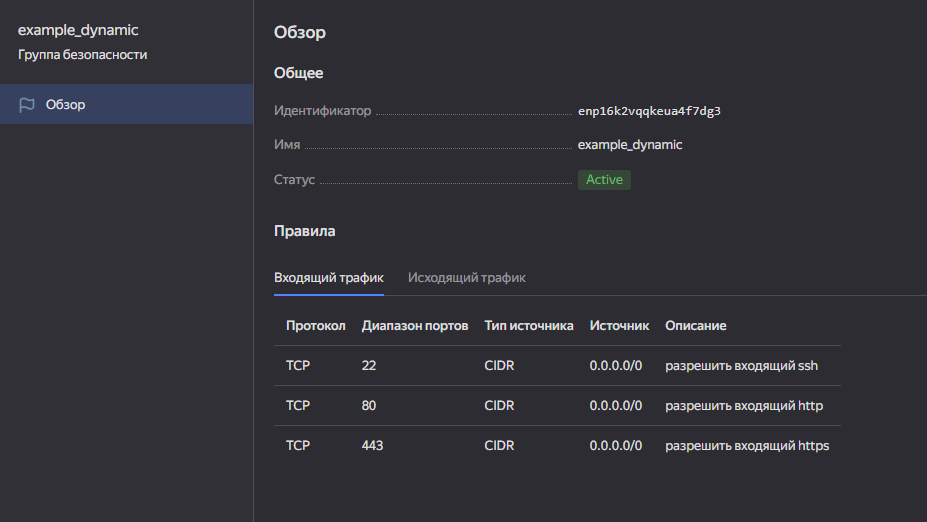 example_dynamic
Группа безопасности
Обзор
Обзор
Общее
Идентификатор enp16k2vqqkeua4f7dg3
Имя example_dynamic
Статус Active
Правила
Входящий трафик Исходящий трафик
Протокол Диапазон портов Тип источника Источник Описание
TCP 22 CIDR 0.0.0.0/0 разрешить входящий ssh
TCP 80 CIDR 0.0.0.0/0 разрешить входящий http
TCP 443 CIDR 0.0.0.0/0 разрешить входящий https